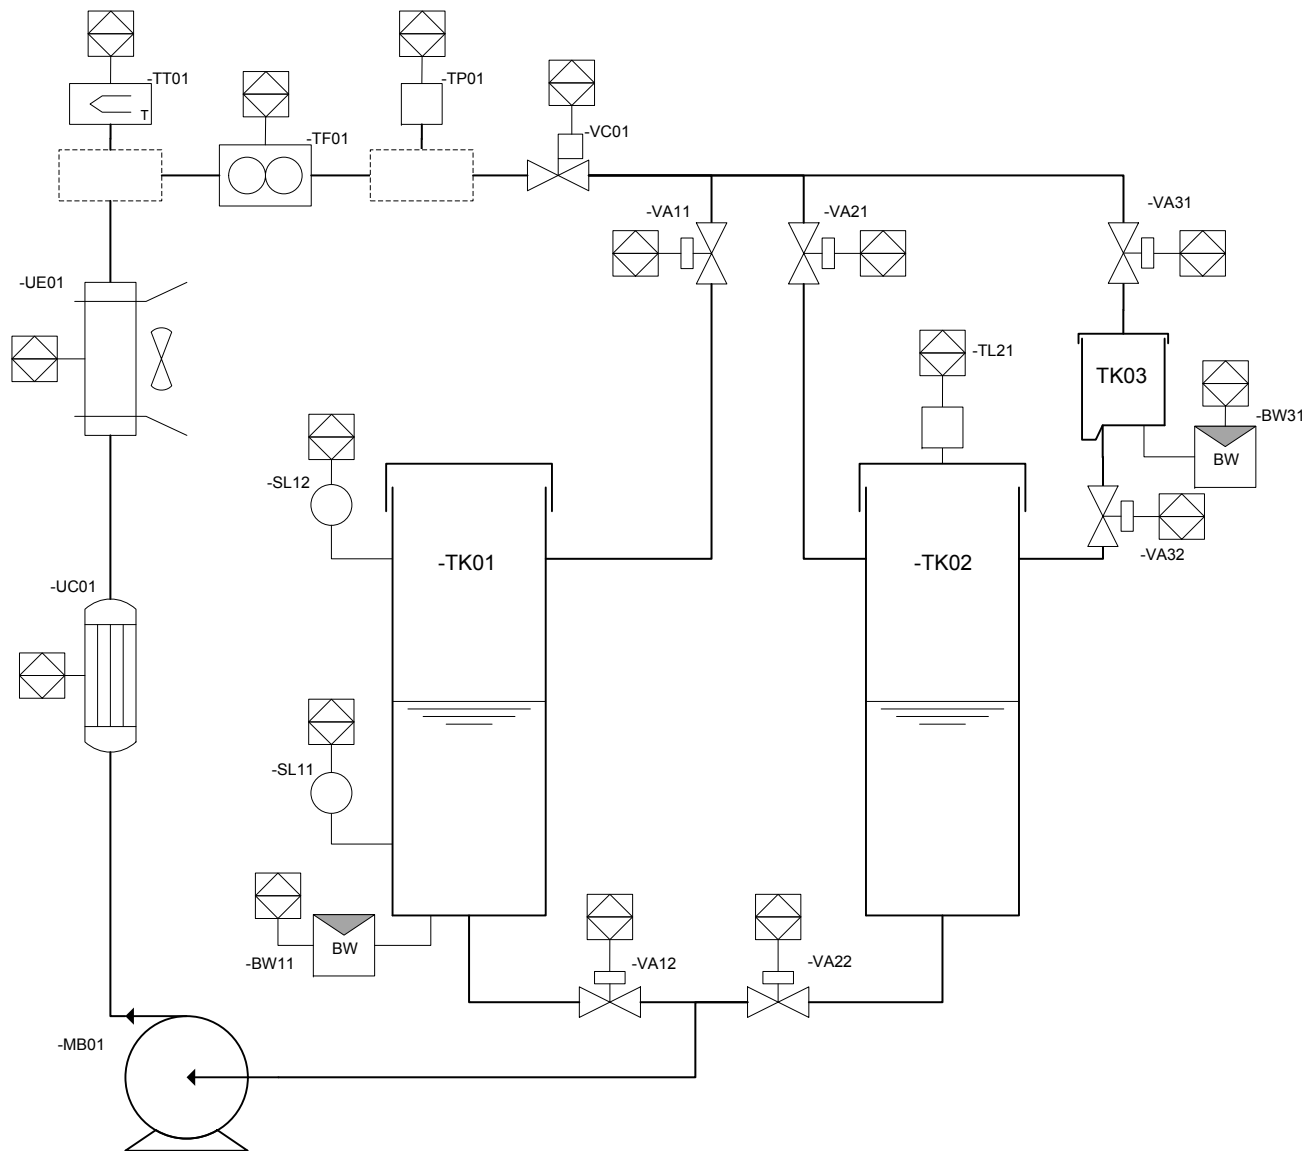 -TT01
-TP01
T
-TF01
-VC01
-VA11
-VA21
-VA31
-UE01
-TL21
TK03
-BW31
BW
-SL12
-TK01
-TK02
-VA32
-UC01
-SL11
BW
-BW11
-VA12
-VA22
-MB01